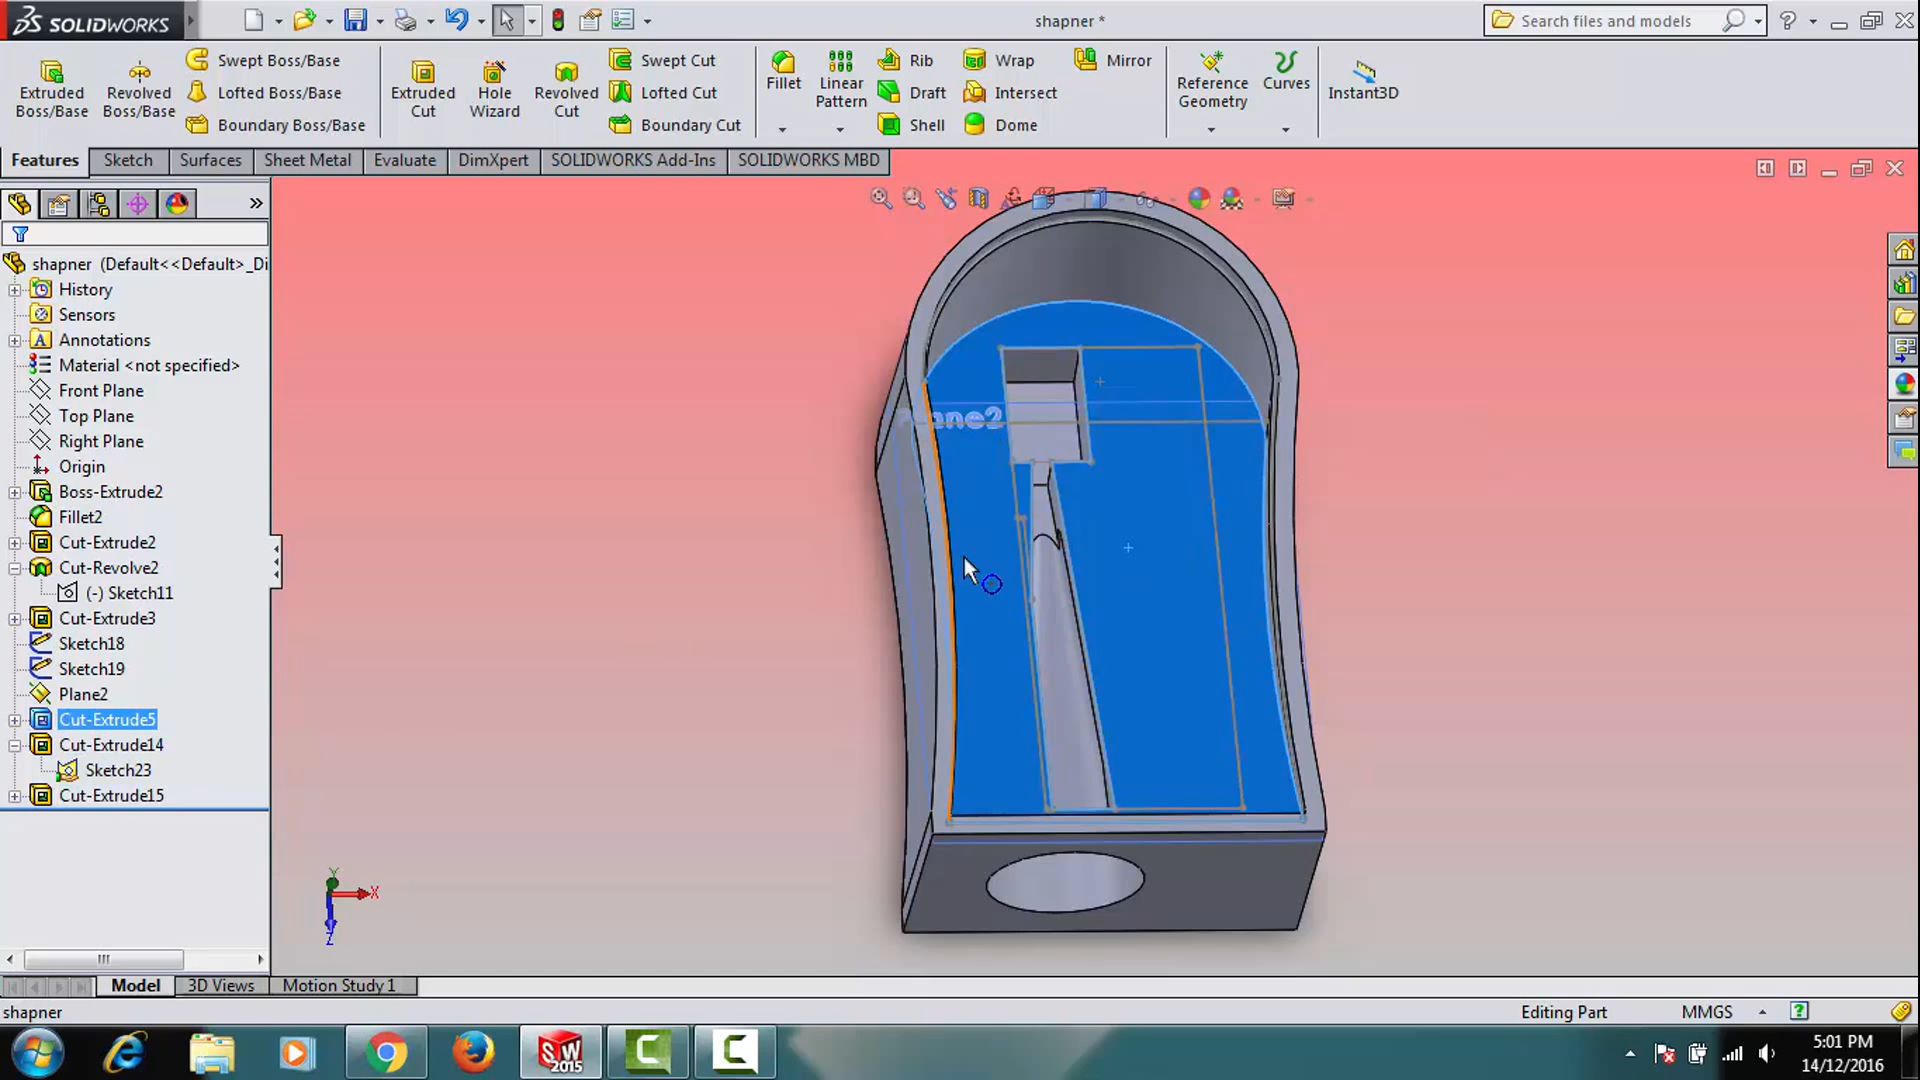 SOLIDWORKS
shapner *
Search files and models
Extruded Boss/Base
Revolved Boss/Base
Swept Boss/Base
Lofted Boss/Base
Boundary Boss/Base
Extruded Cut
Hole Wizard
Revolved Cut
Swept Cut
Lofted Cut
Boundary Cut
Fillet
Linear Pattern
Rib
Draft
Shell
Wrap
Intersect
Dome
Mirror
Reference Geometry
Curves
Instant3D
Features
Sketch
Surfaces
Sheet Metal
Evaluate
DimXpert
SOLIDWORKS Add-Ins
SOLIDWORKS MBD
shapner (Default<<Default>_Di
History
Sensors
Annotations
Material <not specified>
Front Plane
Top Plane
Right Plane
Origin
Boss-Extrude2
Fillet2
Cut-Extrude2
Cut-Revolve2
(-) Sketch11
Cut-Extrude3
Sketch18
Sketch19
Plane2
Cut-Extrude5
Cut-Extrude14
Sketch23
Cut-Extrude15
Plane2
Y
X
Z
Model
3D Views
Motion Study 1
shapner
Editing Part
MMGS
SW
2015
5:01 PM
14/12/2016